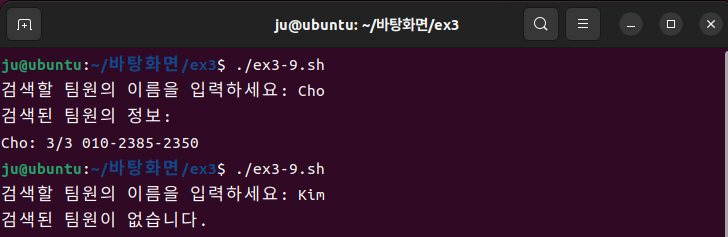 ju@ubuntu: ~/바탕화면/ex3
ju@ubuntu:~/바탕화면/ex3$ ./ex3-9.sh
검색할 팀원의 이름을 입력하세요: Cho
검색된 팀원의 정보:
Cho: 3/3 010-2385-2350
ju@ubuntu:~/바탕화면/ex3$ ./ex3-9.sh
검색할 팀원의 이름을 입력하세요: Kim
검색된 팀원이 없습니다.